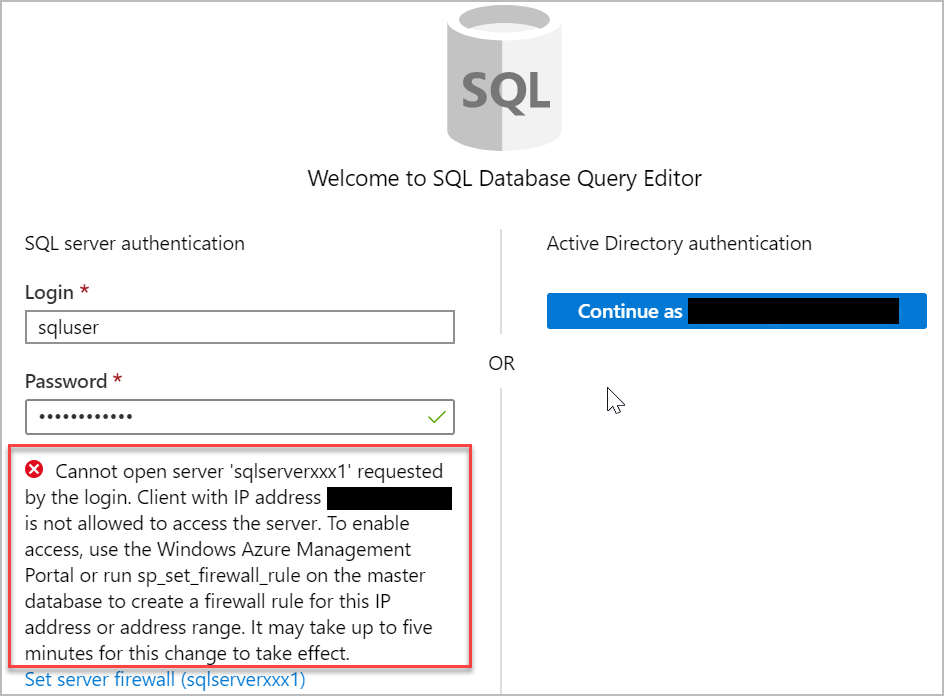 SQL
Welcome to SQL Database Query Editor
SQL server authentication
Login *
sqluser
Password *
••••••••••••
Cannot open server 'sqlserverxxx1' requested
by the login. Client with IP address
is not allowed to access the server. To enable
access, use the Windows Azure Management
Portal or run sp_set_firewall_rule on the master
database to create a firewall rule for this IP
address or address range. It may take up to five
minutes for this change to take effect.
Set server firewall (sqlserverxxx1)
OR
Active Directory authentication
Continue as